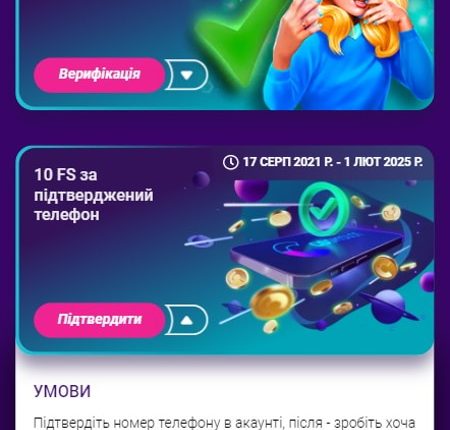 Верифікація
17 СЕРП 2021 Р. - 1 ЛЮТ 2025 Р.
10 FS за
підтверджений
телефон
Підтвердити
УМОВИ
Підтвердіть номер телефону в акаунті, після - зробіть хоча